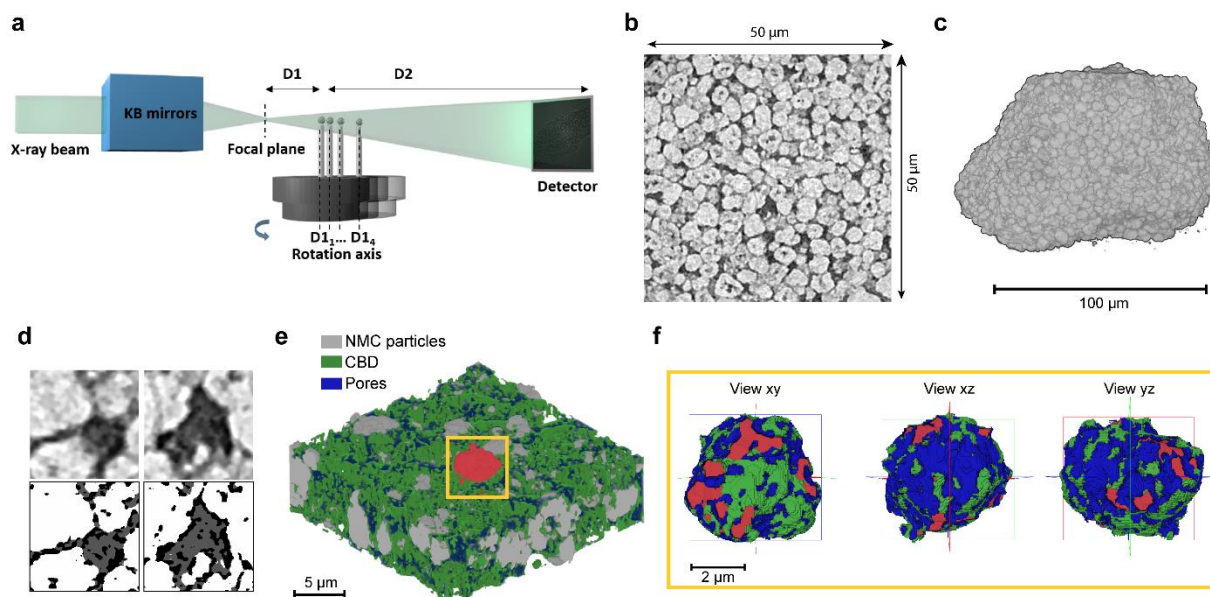 a
D1
D2
KB mirrors
X-ray beam
Focal plane
Detector
D1₁... D1₄
Rotation axis
b
50 µm
50 µm
c
100 µm
d
e
NMC particles
CBD
Pores
5 µm
f
View xy
View xz
View yz
2 µm